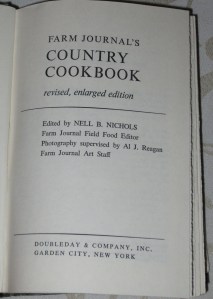 FARM JOURNAL'S
COUNTRY
COOKBOOK
revised, enlarged edition
Edited by NELL B. NICHOLS
Farm Journal Field Food Editor
Photography supervised by Al J. Reagan
Farm Journal Art Staff
DOUBLEDAY & COMPANY, INC.
GARDEN CITY, NEW YORK